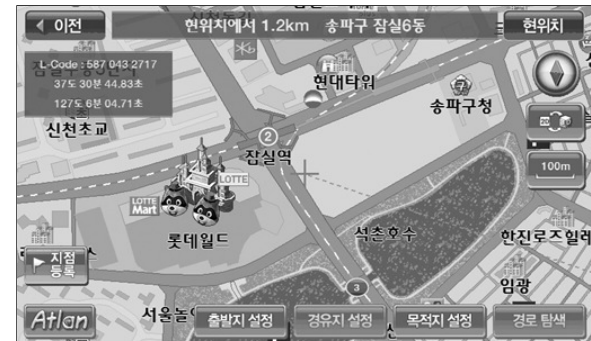 이전
현위치에서 1.2km 송파구 잠실6동
현위치
L-Code : 587 043 2717
37도 30분 44.83초
127도 6분 04.71초
현대타워
송파구청
신천초교
2
잠실역
100m
LOTTE
LOTTE
Mart
롯데월드
석촌호수
한진로즈힐
지점
등록
임광
3
Atlan
서울놀
출발지 설정
경유지 설정
목적지 설정
경로 탐색